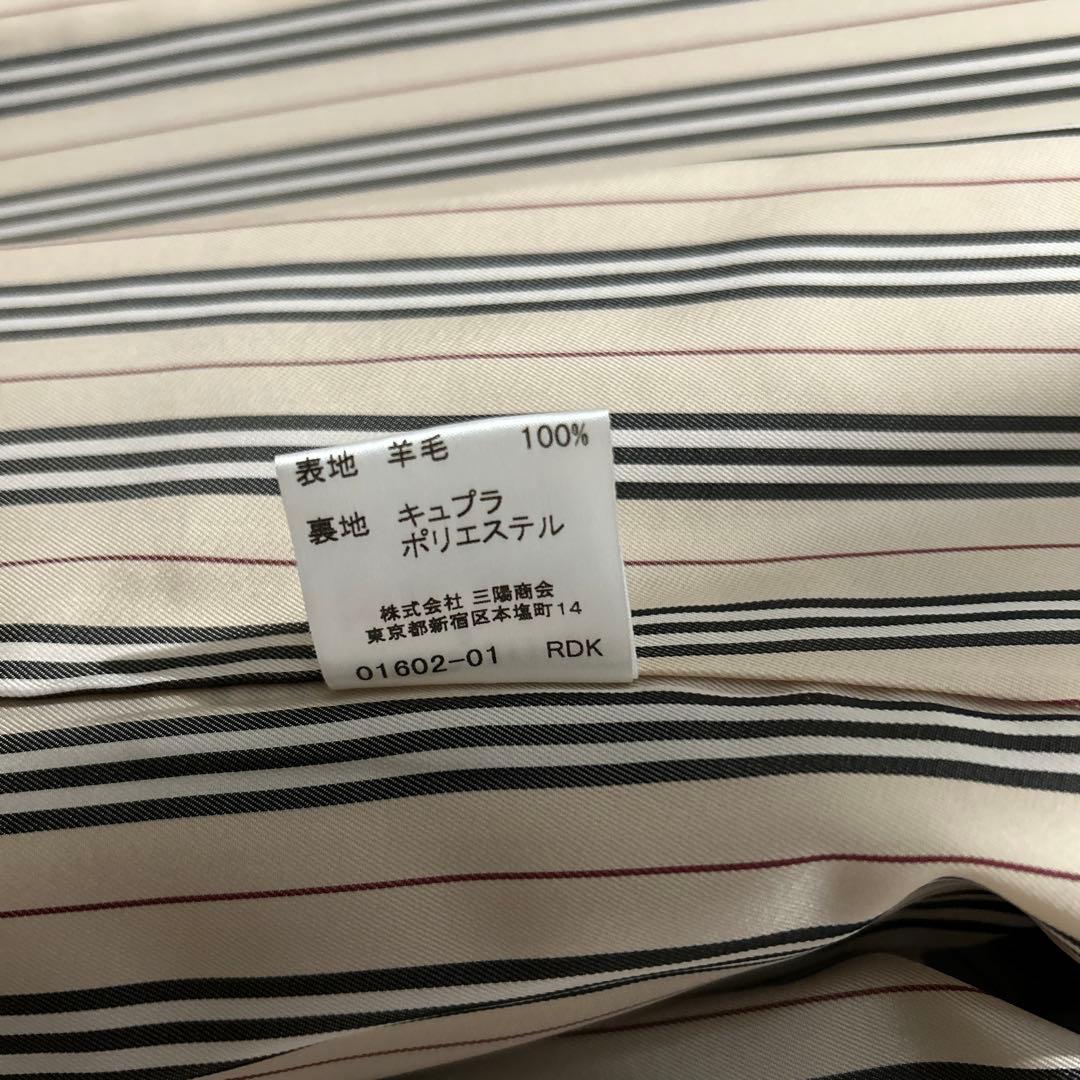 表地 羊毛 100%
裏地 キュプラ
ポリエステル
株式会社 三陽商会
東京都新宿区本塩町14
01602-01 RDK